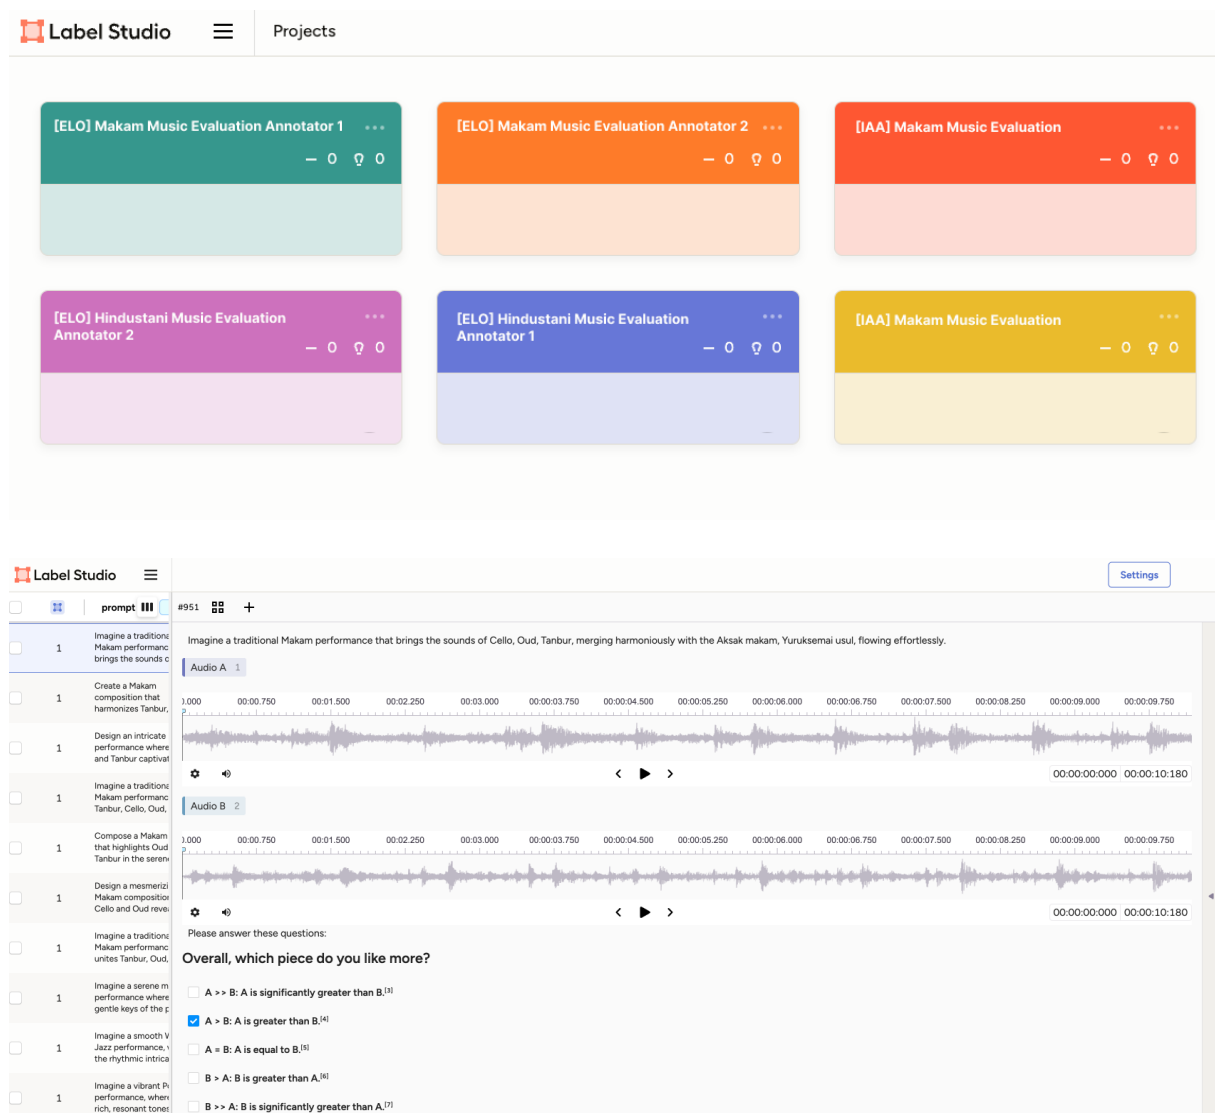 Label Studio
Projects
[ELO] Makam Music Evaluation Annotator 1
0 0
[ELO] Makam Music Evaluation Annotator 2
0 0
[IAA] Makam Music Evaluation
0 0
[ELO] Hindustani Music Evaluation
Annotator 2
0 0
[ELO] Hindustani Music Evaluation
Annotator 1
0 0
[IAA] Makam Music Evaluation
0 0
Label Studio
Settings
prompt
#951
1
Imagine a traditiona
Makam performanc
brings the sounds c
1
Create a Makam
composition that
harmonizes Tanbur,
1
Design an intricate
performance where
and Tanbur captivat
1
Imagine a traditiona
Makam performanc
Tanbur, Cello, Oud,
1
Compose a Makam
that highlights Oud
Tanbur in the seren
1
Design a mesmerizi
Makam composition
Cello and Oud revea
1
Imagine a traditiona
Makam performanc
unites Tanbur, Oud,
1
Imagine a serene m
performance where
gentle keys of the p
1
Imagine a smooth
Jazz performance,
the rhythmic intrica
1
Imagine a vibrant
performance, where
rich, resonant tones
Imagine a traditional Makam performance that brings the sounds of Cello, Oud, Tanbur, merging harmoniously with the Aksak makam, Yuruksemai usul, flowing effortlessly.
Audio A 1
0.000 00:00.750 00:01.500 00:02.250 00:03.000 00:00:03.750 00:00:04.500 00:00:05.250 00:00:06.000 00:00:06.750 00:00:07.500 00:00:08.250 00:00:09.000 00:00:09.750
00:00:00:000 00:00:10:180
Audio B 2
0.000 00:00.750 00:01.500 00:02.250 00:03.000 00:00:03.750 00:00:04.500 00:00:05.250 00:00:06.000 00:00:06.750 00:00:07.500 00:00:08.250 00:00:09.000 00:00:09.750
00:00:00:000 00:00:10:180
Please answer these questions:
Overall, which piece do you like more?
A >> B: A is significantly greater than B.[3]
A > B: A is greater than B.[4]
A = B: A is equal to B.[5]
B > A: B is greater than A.[6]
B >> A: B is significantly greater than A.[7]